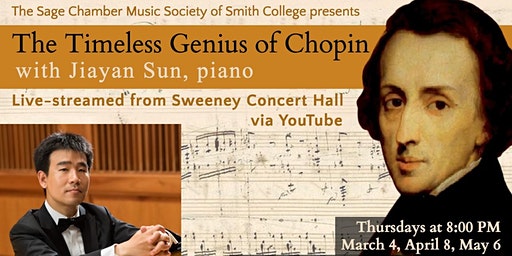 The Sage Chamber Music Society of Smith College presents
The Timeless Genius of Chopin
with Jiayan Sun, piano
Live-streamed from Sweeney Concert Hall
via YouTube
Thursdays at 8:00 PM
March 4, April 8, May 6